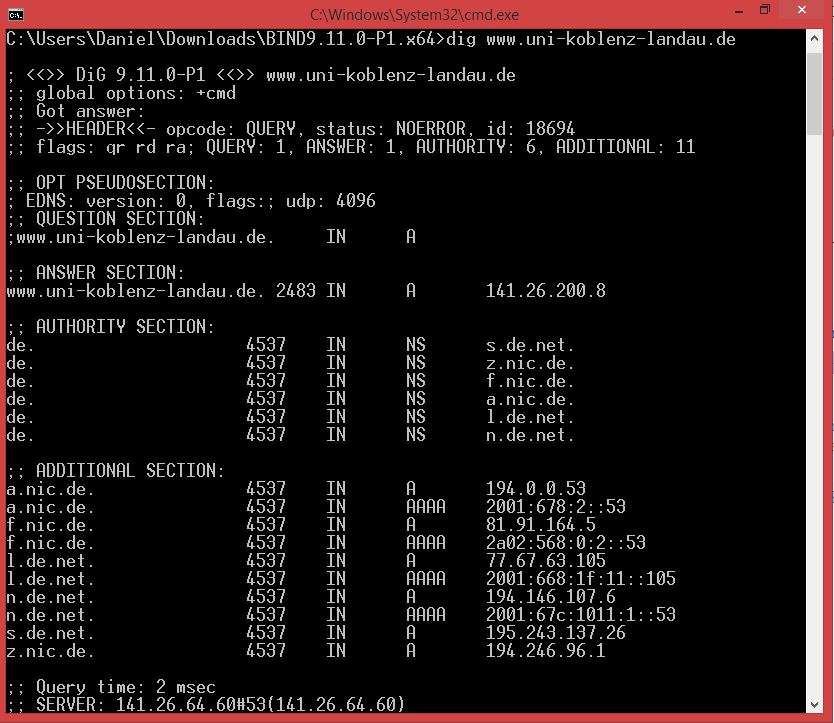 C:\Windows\System32\cmd.exe
C:\Users\Daniel\Downloads\BIND9.11.0-P1.x64>dig www.uni-koblenz-landau.de

; <<>> DiG 9.11.0-P1 <<>> www.uni-koblenz-landau.de
;; global options: +cmd
;; Got answer:
;; ->>HEADER<<- opcode: QUERY, status: NOERROR, id: 18694
;; flags: qr rd ra; QUERY: 1, ANSWER: 1, AUTHORITY: 6, ADDITIONAL: 11

;; OPT PSEUDOSECTION:
; EDNS: version: 0, flags:; udp: 4096
;; QUESTION SECTION:
;www.uni-koblenz-landau.de.     IN      A

;; ANSWER SECTION:
www.uni-koblenz-landau.de. 2483 IN      A       141.26.200.8

;; AUTHORITY SECTION:
de.                     4537    IN      NS      s.de.net.
de.                     4537    IN      NS      z.nic.de.
de.                     4537    IN      NS      f.nic.de.
de.                     4537    IN      NS      a.nic.de.
de.                     4537    IN      NS      l.de.net.
de.                     4537    IN      NS      n.de.net.

;; ADDITIONAL SECTION:
a.nic.de.               4537    IN      A       194.0.0.53
a.nic.de.               4537    IN      AAAA    2001:678:2::53
f.nic.de.               4537    IN      A       81.91.164.5
f.nic.de.               4537    IN      AAAA    2a02:568:0:2::53
l.de.net.               4537    IN      A       77.67.63.105
l.de.net.               4537    IN      AAAA    2001:668:1f:11::105
n.de.net.               4537    IN      A       194.146.107.6
n.de.net.               4537    IN      AAAA    2001:67c:1011:1::53
s.de.net.               4537    IN      A       195.243.137.26
z.nic.de.               4537    IN      A       194.246.96.1

;; Query time: 2 msec
;; SERVER: 141.26.64.60#53(141.26.64.60)